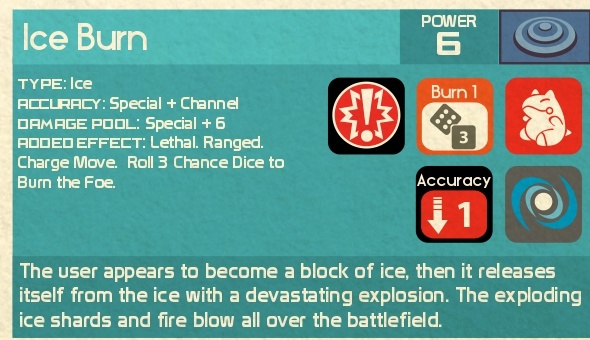 Ice Burn
POWER
6
TYPE: Ice
ACCURACY: Special + Channel
DAMAGE POOL: Special + 6
ADDED EFFECT: Lethal. Ranged.
Charge Move. Roll 3 Chance Dice to
Burn the Foe.
Burn 1
3
Accuracy
1
The user appears to become a block of ice, then it releases
itself from the ice with a devastating explosion. The exploding
ice shards and fire blow all over the battlefield.